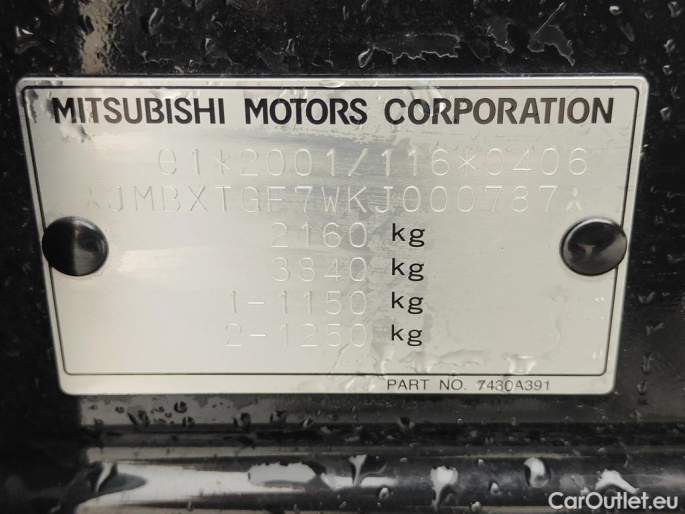 MITSUBISHI MOTORS CORPORATION
01*2001/116*0406
*JMBXTGF7WKJ000787*
2160 kg
3840 kg
1-1150 kg
2-1250 kg
PART NO. 7430A391
CarOutlet.eu